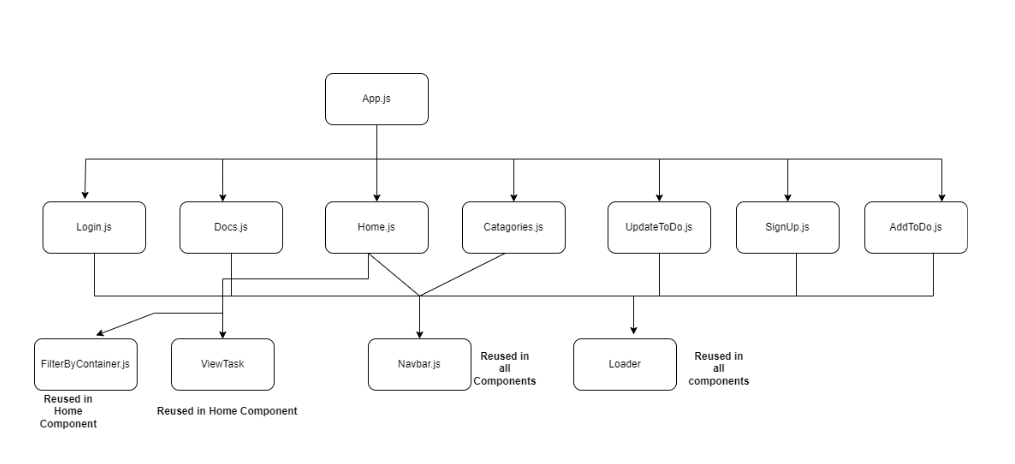 App.js
Login.js
Docs.js
Home.js
Catagories.js
UpdateToDo.js
SignUp.js
AddToDo.js
FilterByContainer.js
ViewTask
Navbar.js
Reused in
all
Components
Loader
Reused in
all
components
Reused in
Home
Component
Reused in Home Component